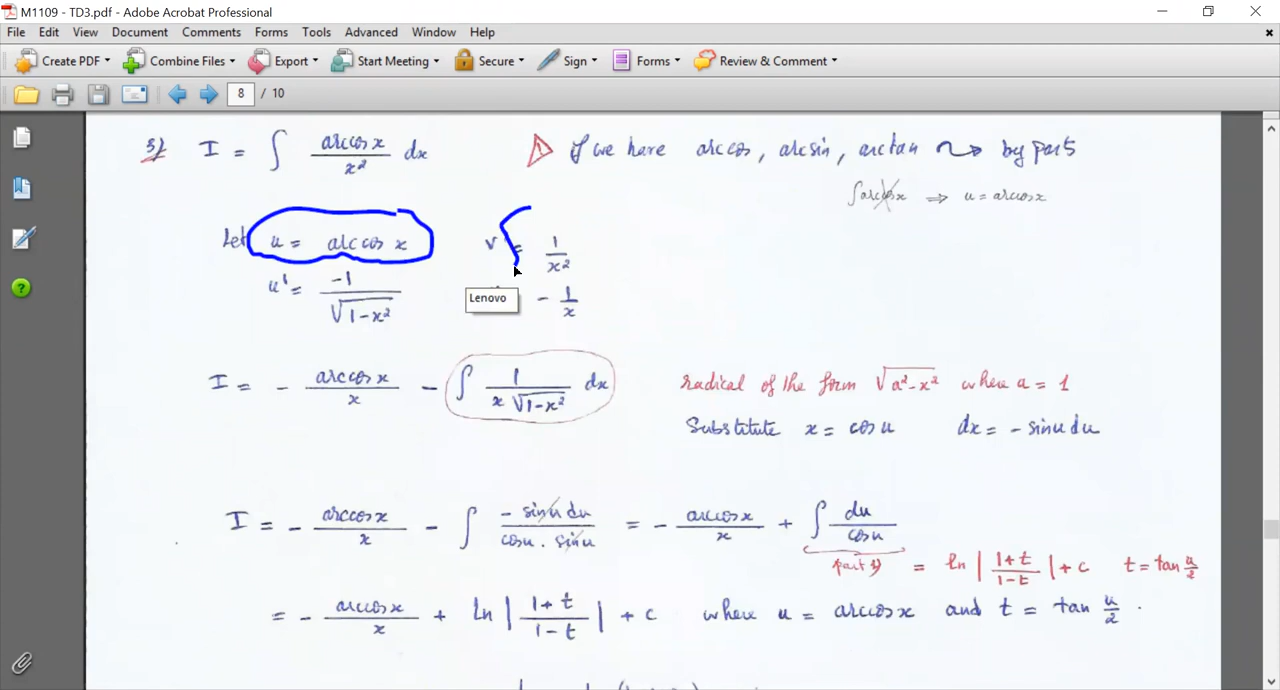 M1109 - TD3.pdf - Adobe Acrobat Professional
File Edit View Document Comments Forms Tools Advanced Window Help
Create PDF Combine Files Export Start Meeting Secure Sign Forms Review & Comment
8 / 10
5) I = ∫ arccos x / x² dx ! If we have arccos, arcsin, arctan ⇝ by parts
∫ arccos x ⇒ u = arccos x
Let u = arccos x v = 1/x²
u' = -1/√(1-x²) - 1/x
Lenovo
I = - arccos x / x - ∫ 1/(x √(1-x²)) dx radical of the form √(a²-x²) where a = 1
Substitute x = cos u dx = - sin u du
I = - arccos x / x - ∫ - sin u du / (cos u . sin u) = - arccos x / x + ∫ du / cos u
part 1) = ln | (1+t)/(1-t) | + c t = tan u/2
= - arccos x / x + ln | (1+t)/(1-t) | + c where u = arccos x and t = tan u/2 .